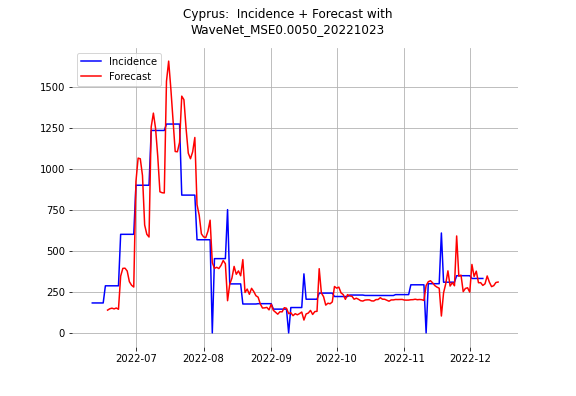 Cyprus:  Incidence + Forecast with
WaveNet_MSE0.0050_20221023
Incidence
Forecast
1500
1250
1000
750
500
250
0
2022-07 2022-08 2022-09 2022-10 2022-11 2022-12